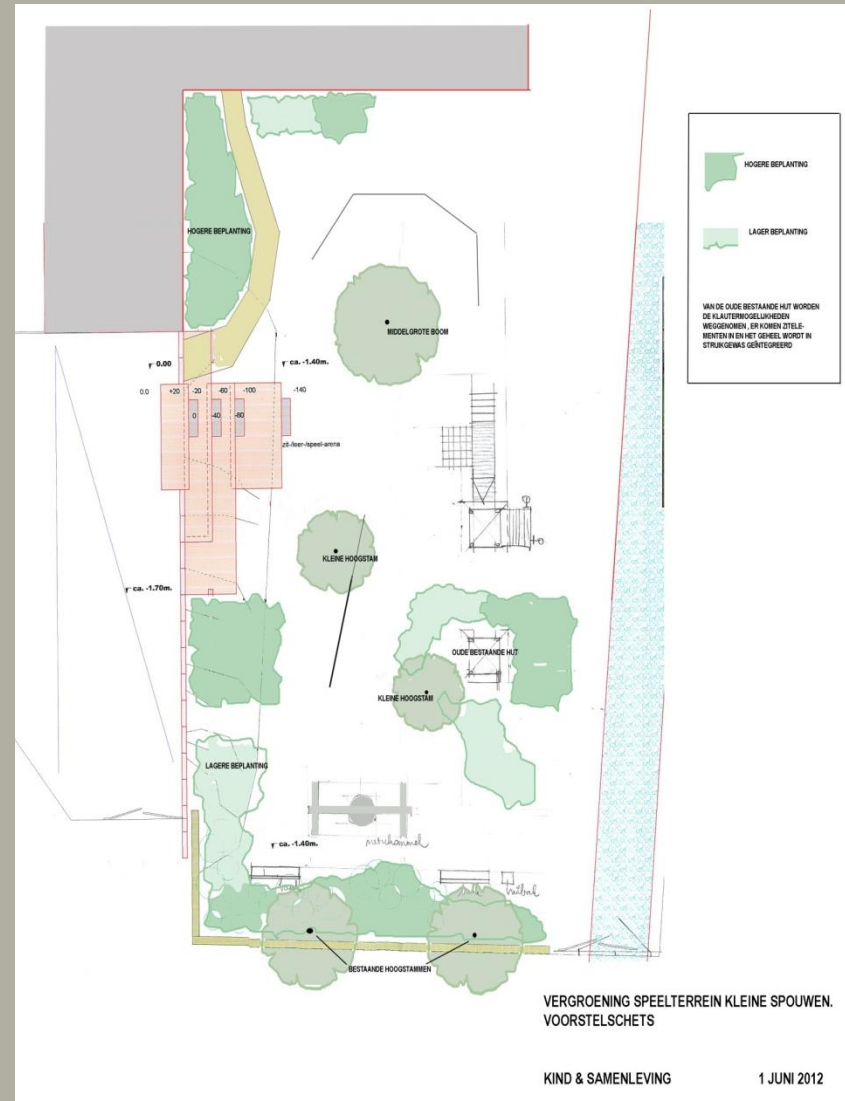 HOGERE BEPLANTING
LAGER BEPLANTING
VAN DE OUDE BESTAANDE HUT WORDEN
DE KLAUTERMOGELIJKHEDEN
WEGGENOMEN , ER KOMEN ZITELE-
MENTEN IN EN HET GEHEEL WORDT IN
STRUIKGEWAS GEÏNTEGREERD
HOGERE BEPLANTING
MIDDELGROTE BOOM
0.00
ca. -1.40m.
0.0 +20 -20 -60 -100 -140
0 -40 -80
zit-/leer-/speel-arena
KLEINE HOOGSTAM
ca. -1.70m.
OUDE BESTAANDE HUT
KLEINE HOOGSTAM
LAGERE BEPLANTING
ca. -1.40m.
BESTAANDE HOOGSTAMMEN
VERGROENING SPEELTERREIN KLEINE SPOUWEN.
VOORSTELSCHETS
KIND & SAMENLEVING 1 JUNI 2012